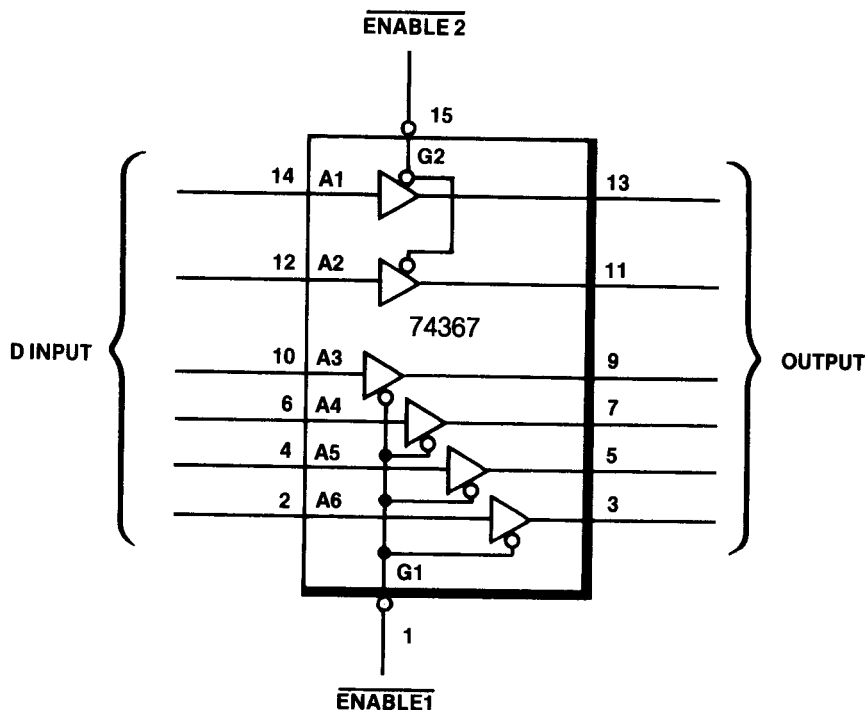 ENABLE 2
15
G2
14 A1 13
12 A2 11
74367
D INPUT
OUTPUT
10 A3 9
6 A4 7
4 A5 5
2 A6 3
G1
1
ENABLE1